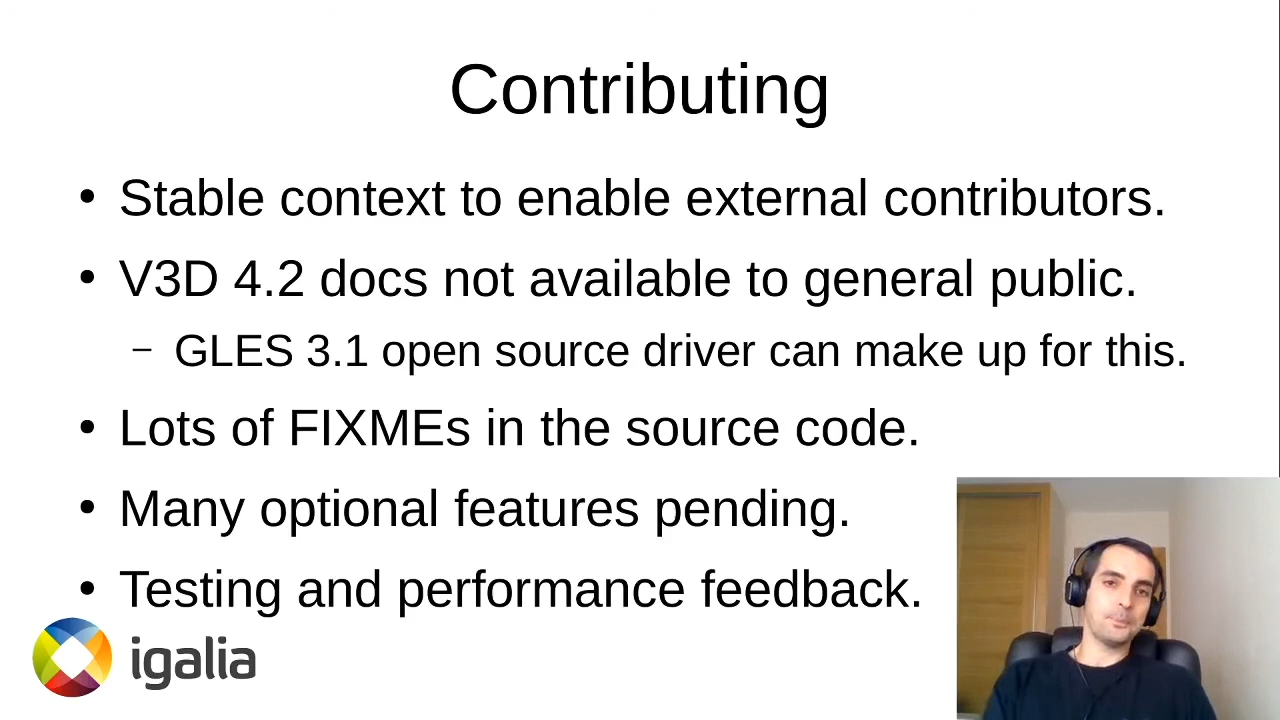 Contributing
• Stable context to enable external contributors.
• V3D 4.2 docs not available to general public.
– GLES 3.1 open source driver can make up for this.
• Lots of FIXMEs in the source code.
• Many optional features pending.
• Testing and performance feedback.
igalia